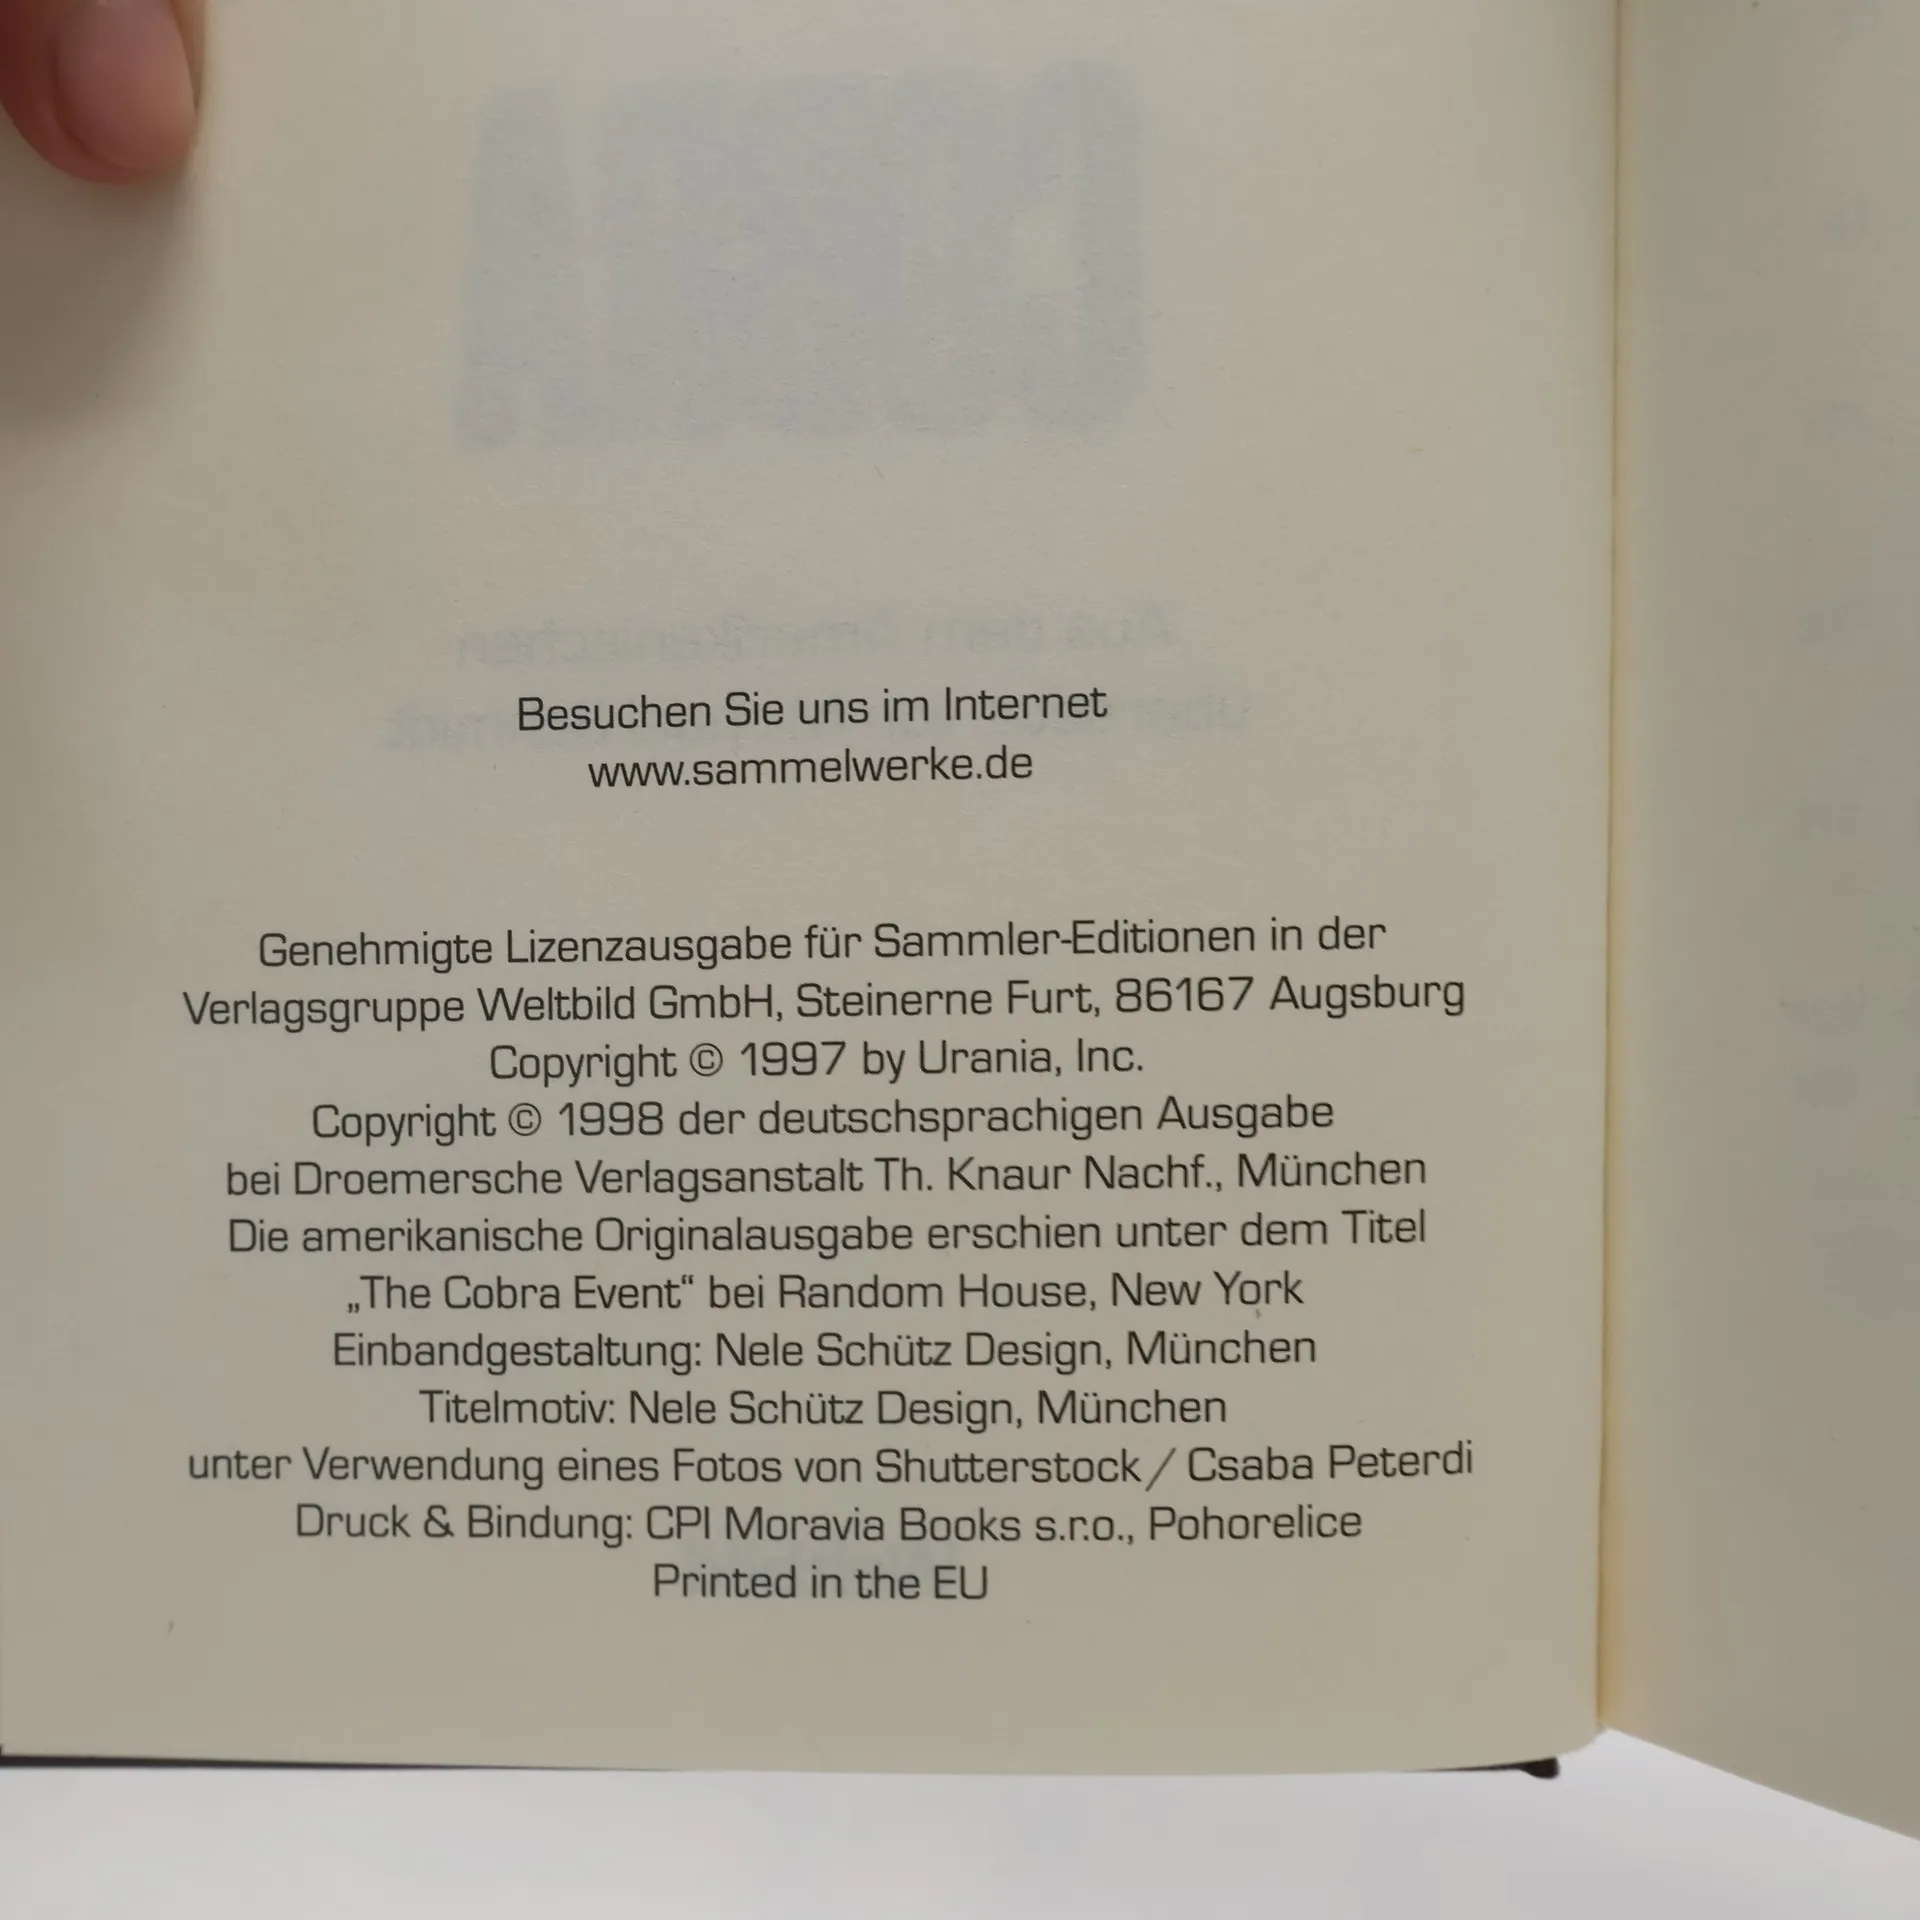 Besuchen Sie uns im Internet
www.sammelwerke.de
Genehmigte Lizenzausgabe für Sammler-Editionen in der
Verlagsgruppe Weltbild GmbH, Steinerne Furt, 86167 Augsburg
Copyright © 1997 by Urania, Inc.
Copyright © 1998 der deutschsprachigen Ausgabe
bei Droemersche Verlagsanstalt Th. Knaur Nachf., München
Die amerikanische Originalausgabe erschien unter dem Titel
„The Cobra Event“ bei Random House, New York
Einbandgestaltung: Nele Schütz Design, München
Titelmotiv: Nele Schütz Design, München
unter Verwendung eines Fotos von Shutterstock / Csaba Peterdi
Druck & Bindung: CPI Moravia Books s.r.o., Pohorelice
Printed in the EU